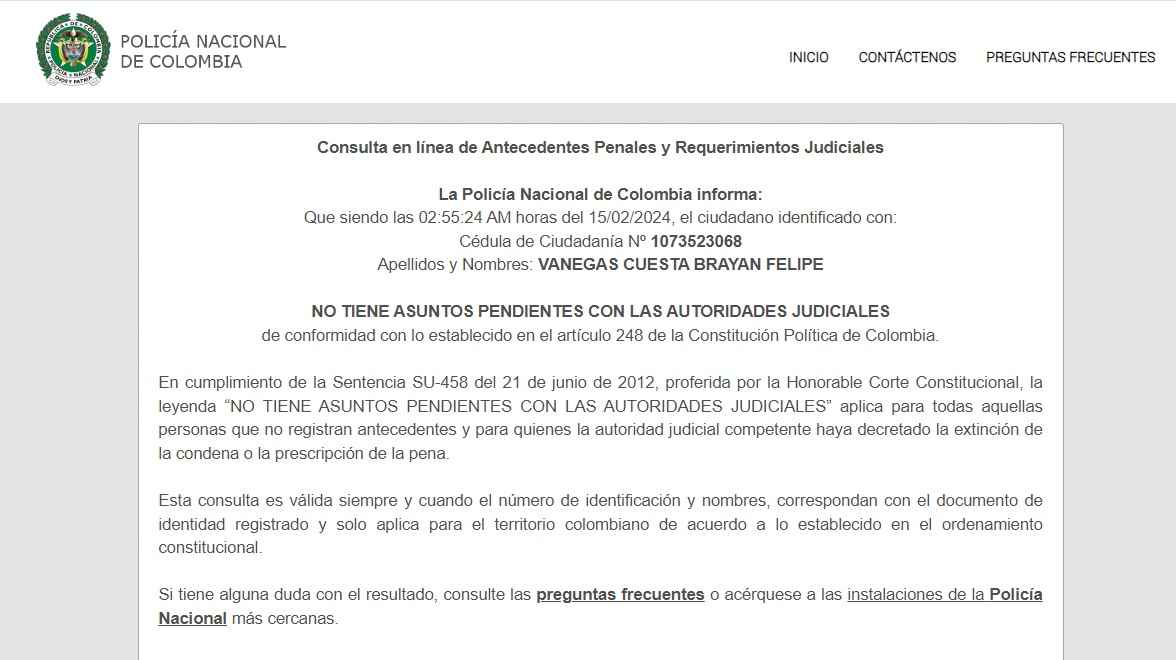 POLICÍA NACIONAL
DE COLOMBIA
INICIO
CONTÁCTENOS
PREGUNTAS FRECUENTES
Consulta en línea de Antecedentes Penales y Requerimientos Judiciales
La Policía Nacional de Colombia informa:
Que siendo las 02:55:24 AM horas del 15/02/2024, el ciudadano identificado con:
Cédula de Ciudadanía Nº 1073523068
Apellidos y Nombres: VANEGAS CUESTA BRAYAN FELIPE
NO TIENE ASUNTOS PENDIENTES CON LAS AUTORIDADES JUDICIALES
de conformidad con lo establecido en el artículo 248 de la Constitución Política de Colombia.
En cumplimiento de la Sentencia SU-458 del 21 de junio de 2012, proferida por la Honorable Corte Constitucional, la
leyenda “NO TIENE ASUNTOS PENDIENTES CON LAS AUTORIDADES JUDICIALES” aplica para todas aquellas
personas que no registran antecedentes y para quienes la autoridad judicial competente haya decretado la extinción de
la condena o la prescripción de la pena.
Esta consulta es válida siempre y cuando el número de identificación y nombres, correspondan con el documento de
identidad registrado y solo aplica para el territorio colombiano de acuerdo a lo establecido en el ordenamiento
constitucional.
Si tiene alguna duda con el resultado, consulte las preguntas frecuentes o acérquese a las instalaciones de la Policía
Nacional más cercanas.